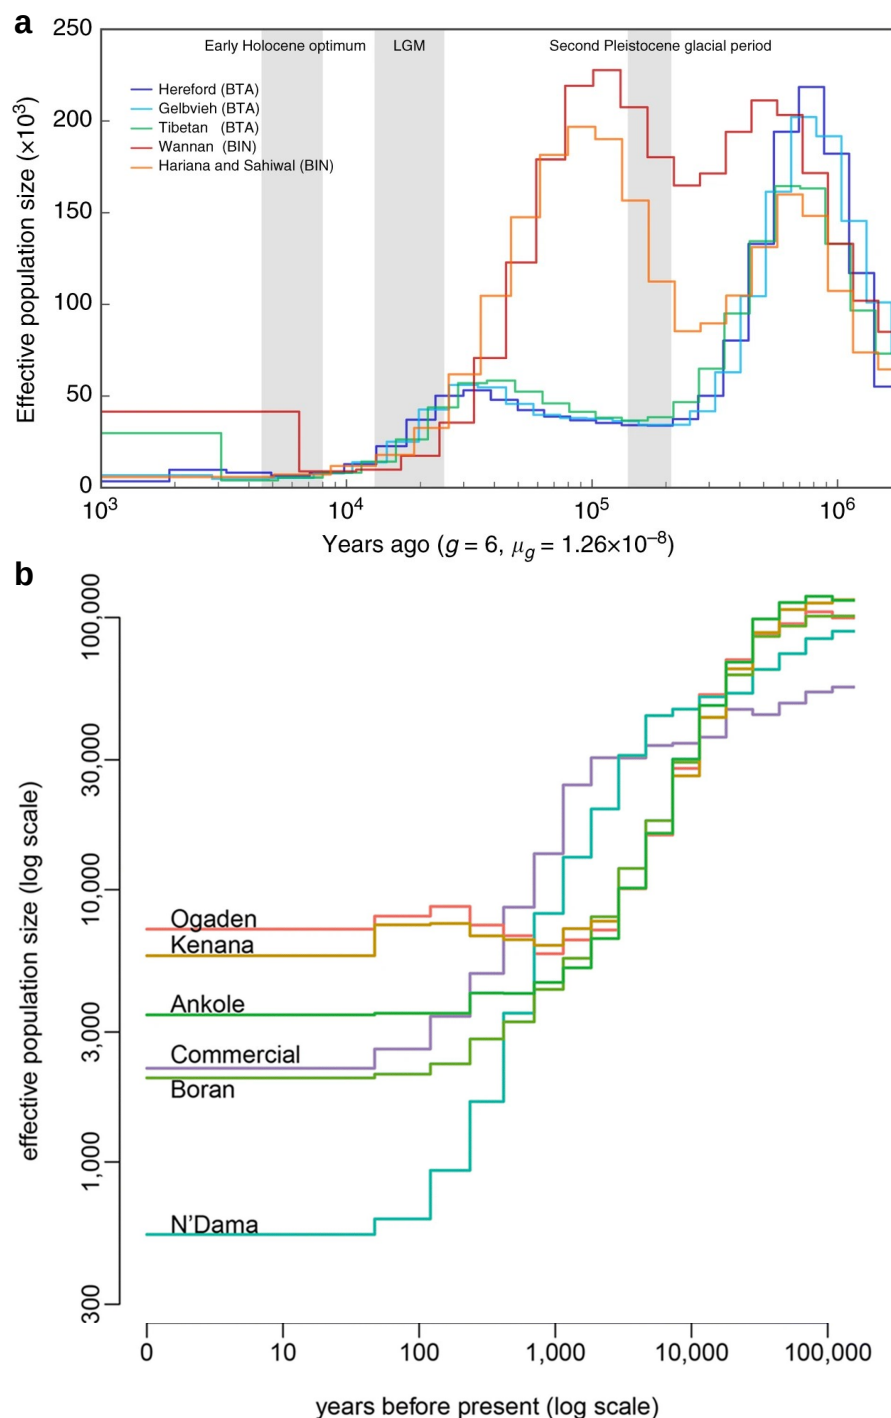 a
250
200
150
100
50
0
Effective population size (×10³)
Early Holocene optimum
LGM
Second Pleistocene glacial period
Hereford (BTA)
Gelbvieh (BTA)
Tibetan (BTA)
Wannan (BIN)
Hariana and Sahiwal (BIN)
10³
10⁴
10⁵
10⁶
Years ago (g = 6, μg = 1.26×10⁻⁸)
b
100,000
30,000
10,000
3,000
1,000
300
effective population size (log scale)
Ogaden
Kenana
Ankole
Commercial
Boran
N'Dama
0
10
100
1,000
10,000
100,000
years before present (log scale)